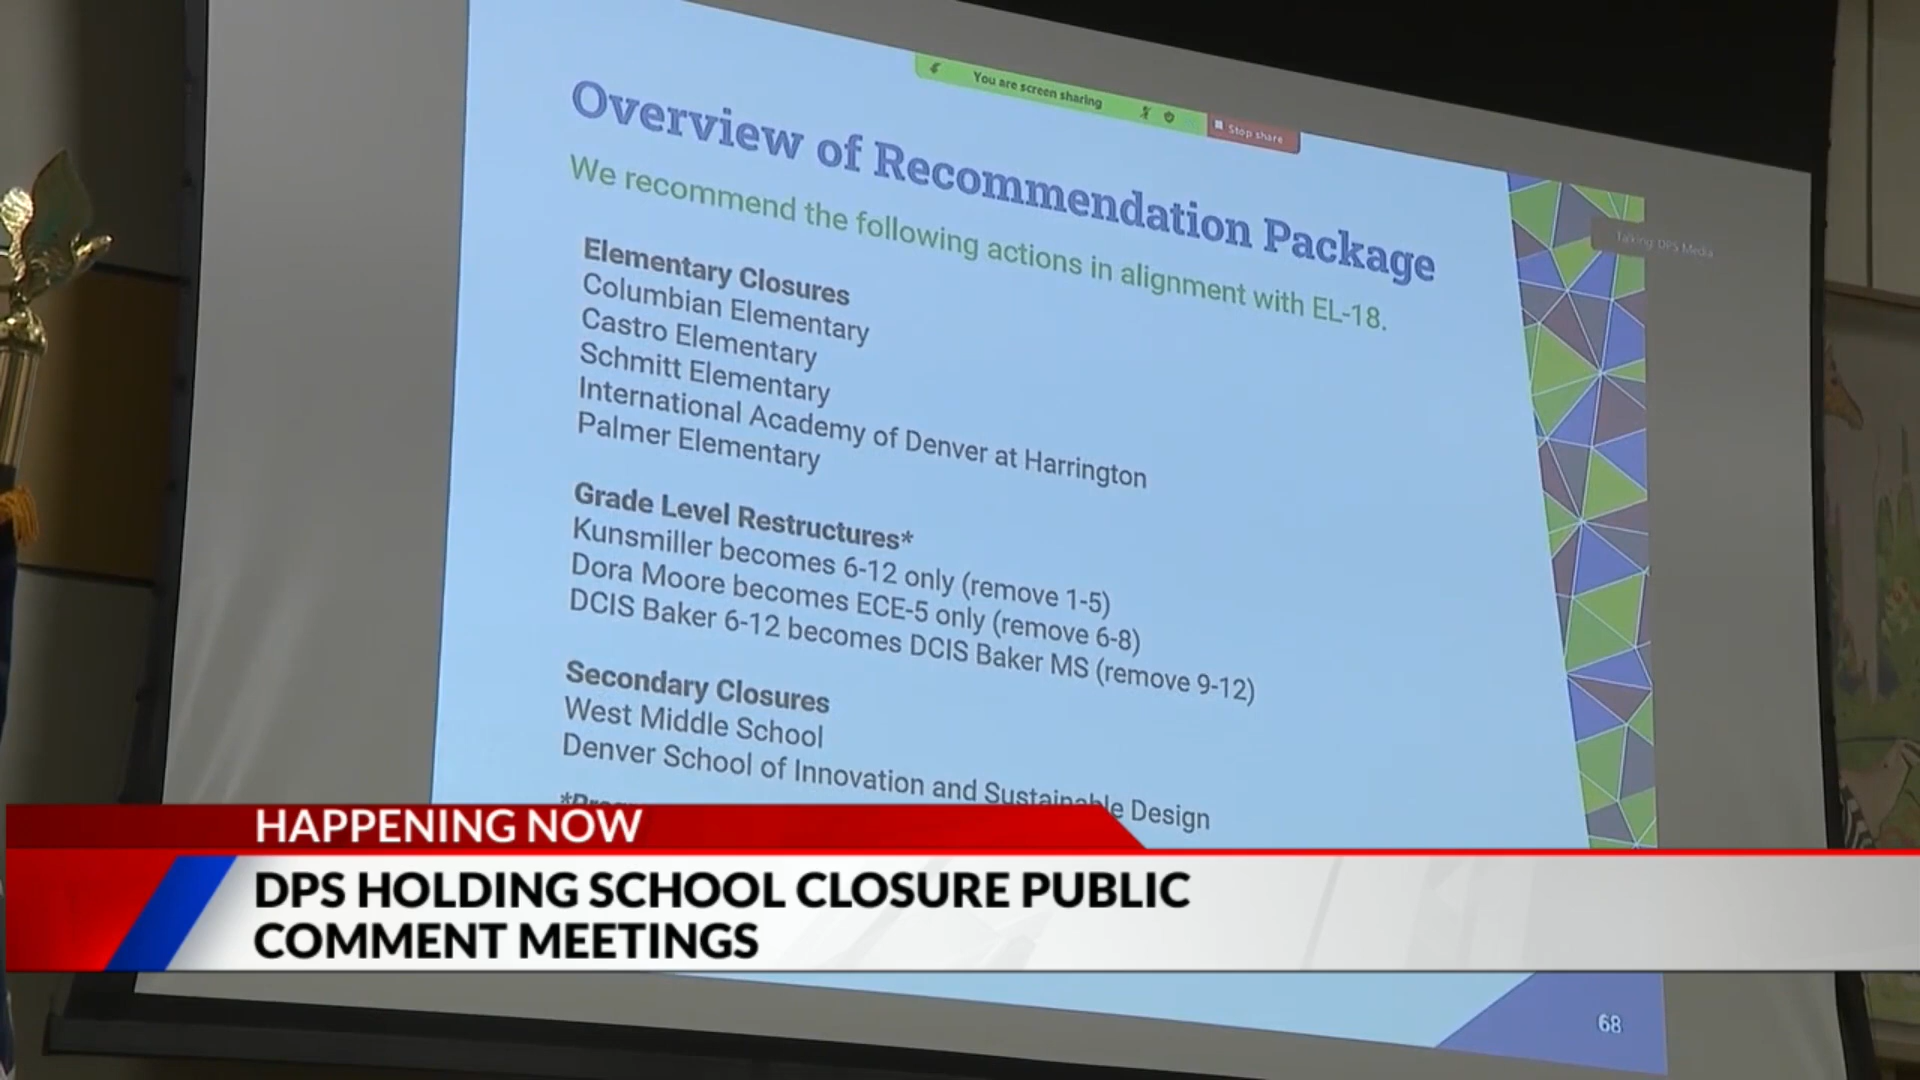 You are screen sharing
Stop share
Overview of Recommendation Package
We recommend the following actions in alignment with EL-18.
Talking: DPS Media
Elementary Closures
Columbian Elementary
Castro Elementary
Schmitt Elementary
International Academy of Denver at Harrington
Palmer Elementary
Grade Level Restructures*
Kunsmiller becomes 6-12 only (remove 1-5)
Dora Moore becomes ECE-5 only (remove 6-8)
DCIS Baker 6-12 becomes DCIS Baker MS (remove 9-12)
Secondary Closures
West Middle School
Denver School of Innovation and Sustainable Design
HAPPENING NOW
DPS HOLDING SCHOOL CLOSURE PUBLIC
COMMENT MEETINGS
68